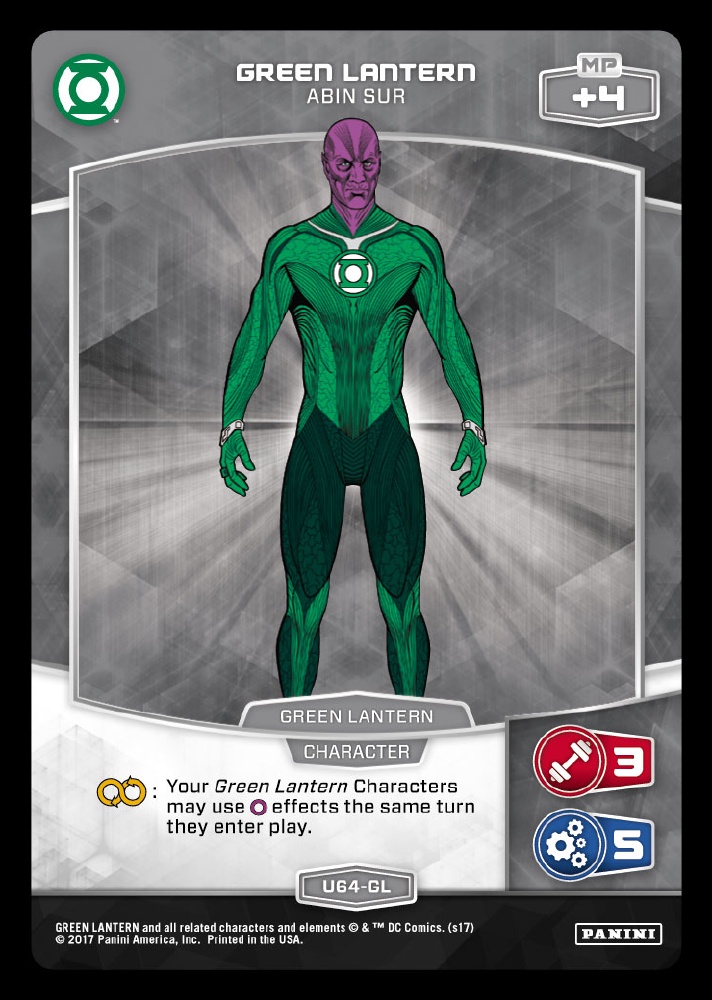 GREEN LANTERN
ABIN SUR
MP
+4
GREEN LANTERN
CHARACTER
: Your Green Lantern Characters
may use effects the same turn
they enter play.
3
5
U64-GL
GREEN LANTERN and all related characters and elements © & ™ DC Comics. (s17)
© 2017 Panini America, Inc. Printed in the USA.
PANINI